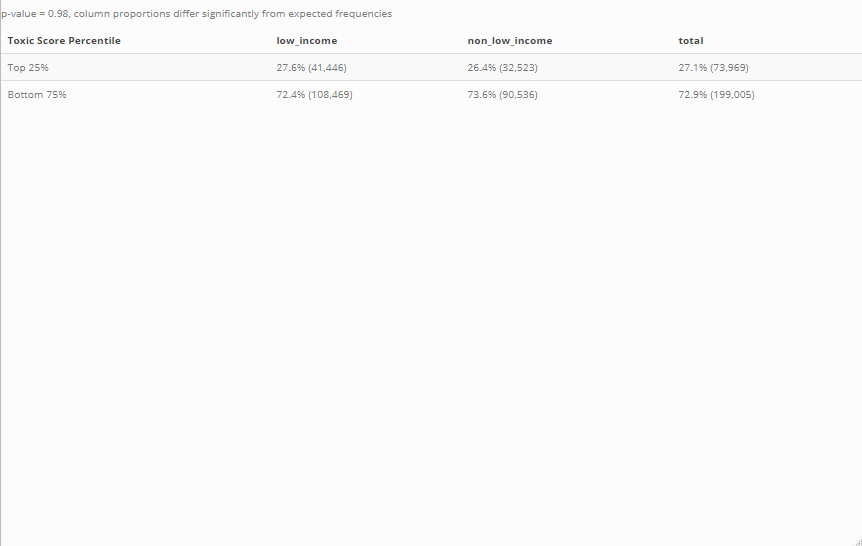 p-value = 0.98, column proportions differ significantly from expected frequencies
Toxic Score Percentile low_income non_low_income total
Top 25% 27.6% (41,446) 26.4% (32,523) 27.1% (73,969)
Bottom 75% 72.4% (108,469) 73.6% (90,536) 72.9% (199,005)